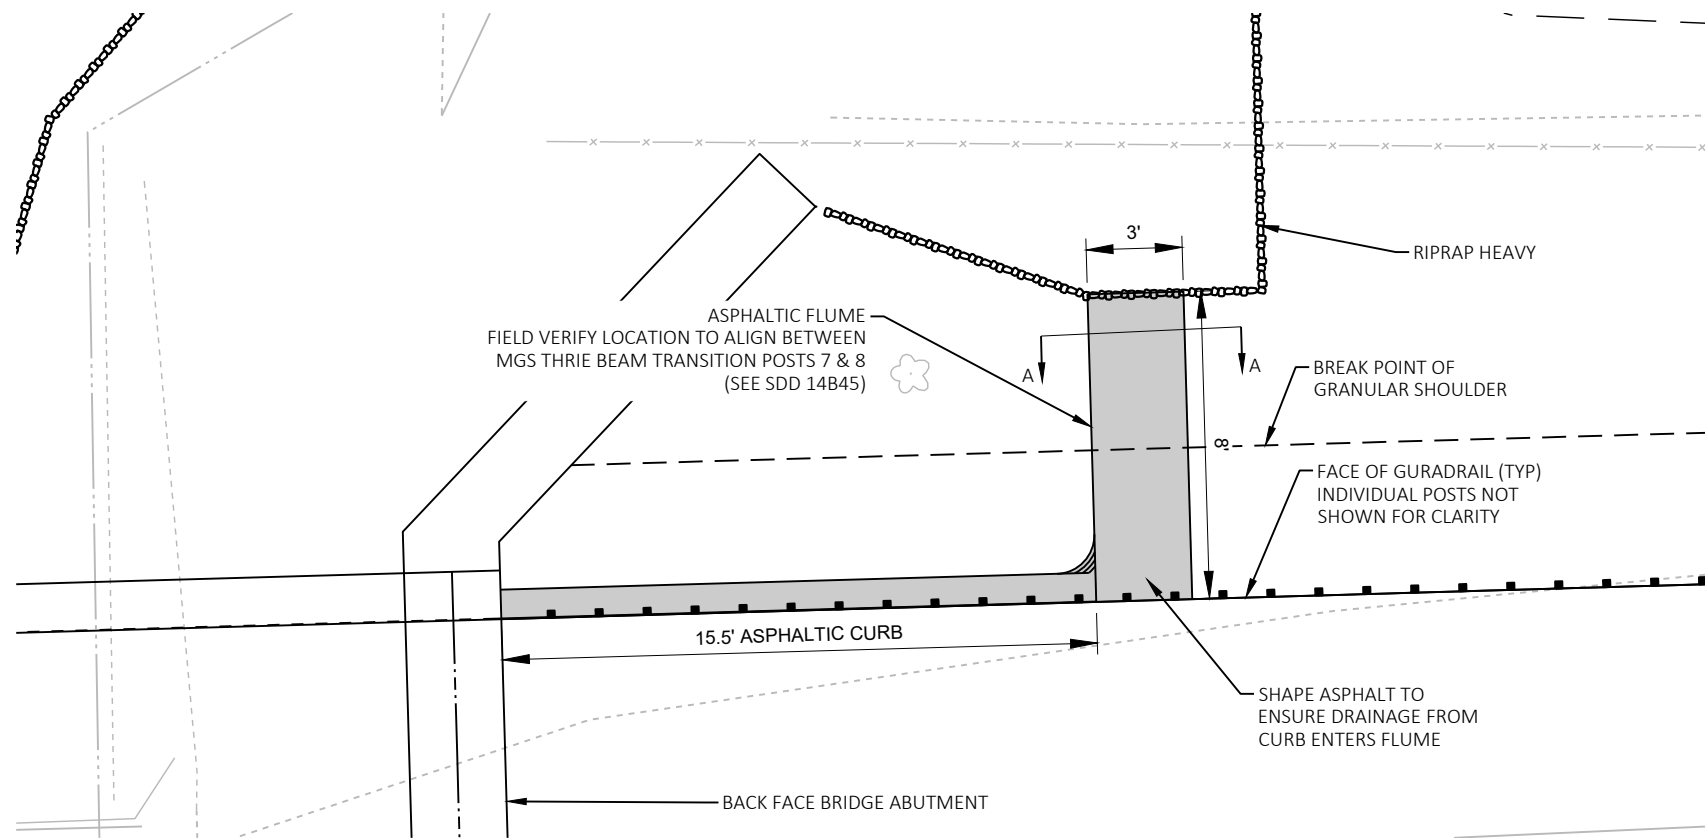 3'
RIPRAP HEAVY
ASPHALTIC FLUME
FIELD VERIFY LOCATION TO ALIGN BETWEEN
MGS THRIE BEAM TRANSITION POSTS 7 & 8
(SEE SDD 14B45)
A
A
BREAK POINT OF
GRANULAR SHOULDER
8'
FACE OF GURADRAIL (TYP)
INDIVIDUAL POSTS NOT
SHOWN FOR CLARITY
15.5' ASPHALTIC CURB
SHAPE ASPHALT TO
ENSURE DRAINAGE FROM
CURB ENTERS FLUME
BACK FACE BRIDGE ABUTMENT